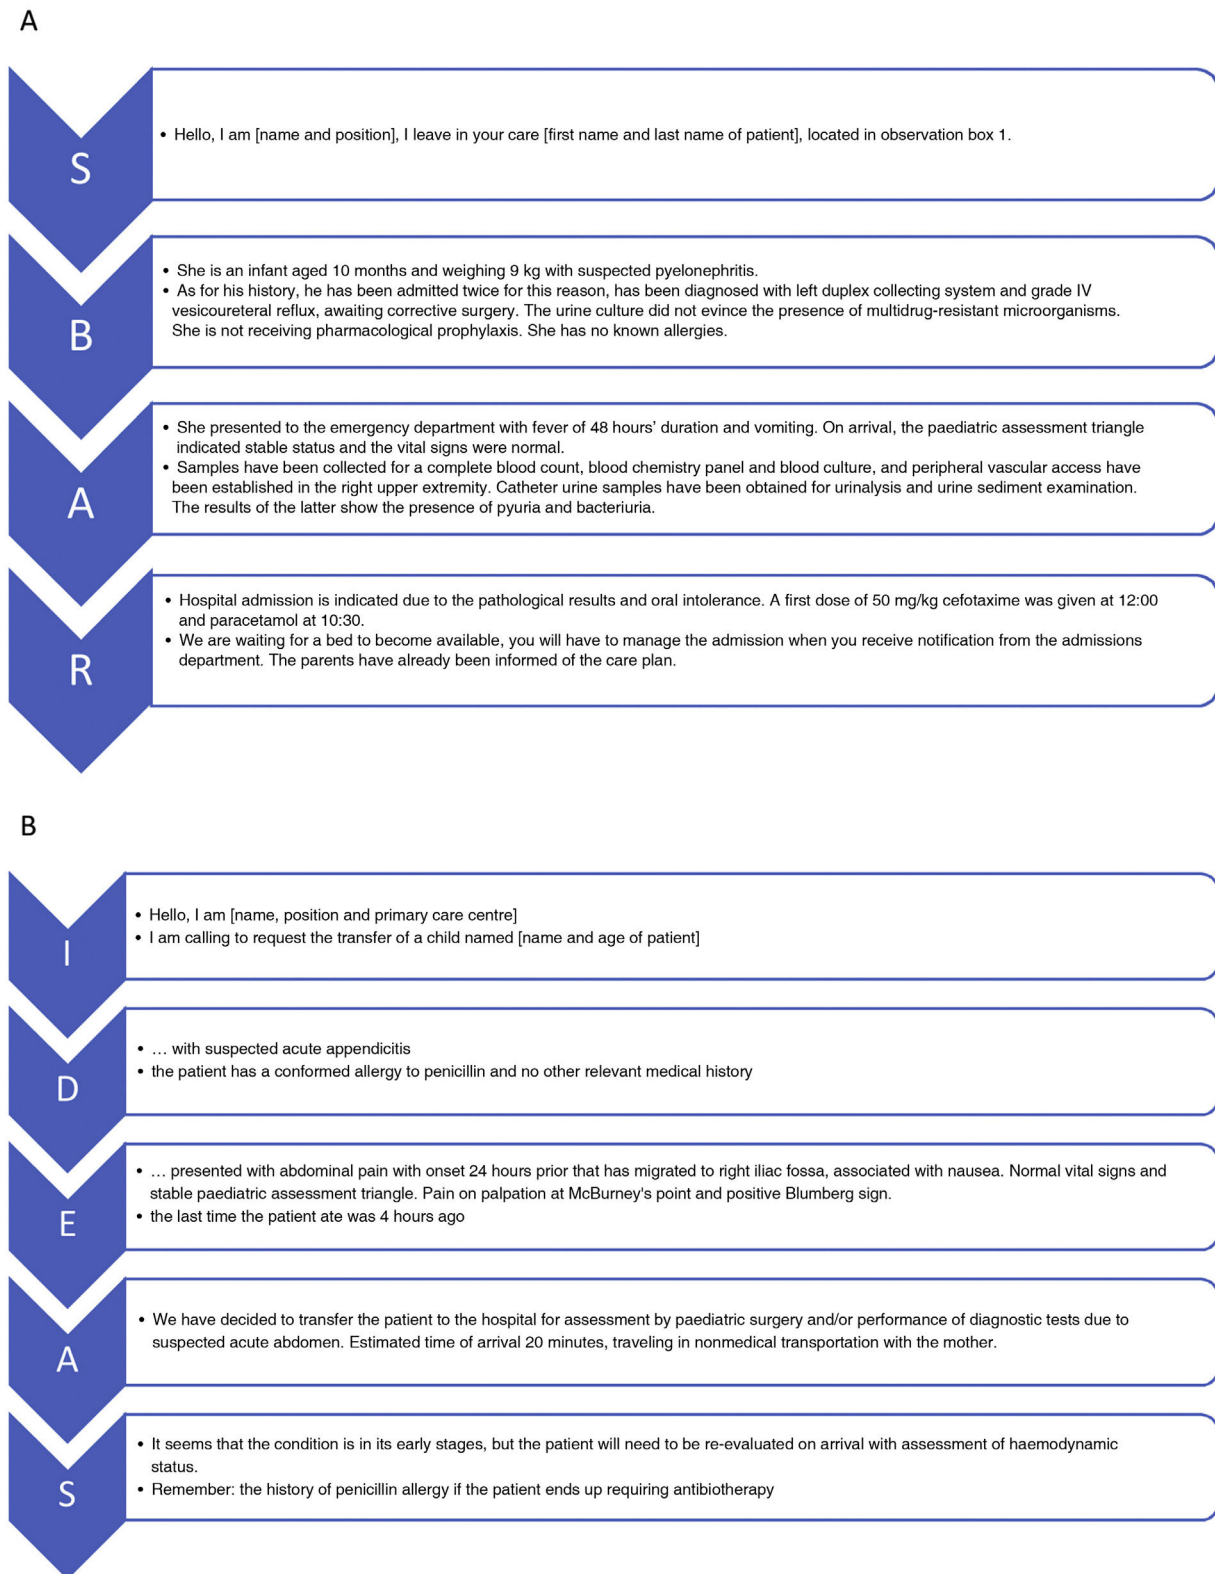 A
S
• Hello, I am [name and position], I leave in your care [first name and last name of patient], located in observation box 1.
B
• She is an infant aged 10 months and weighing 9 kg with suspected pyelonephritis.
• As for his history, he has been admitted twice for this reason, has been diagnosed with left duplex collecting system and grade IV
vesicoureteral reflux, awaiting corrective surgery. The urine culture did not evince the presence of multidrug-resistant microorganisms.
She is not receiving pharmacological prophylaxis. She has no known allergies.
A
• She presented to the emergency department with fever of 48 hours’ duration and vomiting. On arrival, the paediatric assessment triangle
indicated stable status and the vital signs were normal.
• Samples have been collected for a complete blood count, blood chemistry panel and blood culture, and peripheral vascular access have
been established in the right upper extremity. Catheter urine samples have been obtained for urinalysis and urine sediment examination.
The results of the latter show the presence of pyuria and bacteriuria.
R
• Hospital admission is indicated due to the pathological results and oral intolerance. A first dose of 50 mg/kg cefotaxime was given at 12:00
and paracetamol at 10:30.
• We are waiting for a bed to become available, you will have to manage the admission when you receive notification from the admissions
department. The parents have already been informed of the care plan.
B
I
• Hello, I am [name, position and primary care centre]
• I am calling to request the transfer of a child named [name and age of patient]
D
• … with suspected acute appendicitis
• the patient has a conformed allergy to penicillin and no other relevant medical history
E
• … presented with abdominal pain with onset 24 hours prior that has migrated to right iliac fossa, associated with nausea. Normal vital signs and
stable paediatric assessment triangle. Pain on palpation at McBurney's point and positive Blumberg sign.
• the last time the patient ate was 4 hours ago
A
• We have decided to transfer the patient to the hospital for assessment by paediatric surgery and/or performance of diagnostic tests due to
suspected acute abdomen. Estimated time of arrival 20 minutes, traveling in nonmedical transportation with the mother.
S
• It seems that the condition is in its early stages, but the patient will need to be re-evaluated on arrival with assessment of haemodynamic
status.
• Remember: the history of penicillin allergy if the patient ends up requiring antibiotherapy